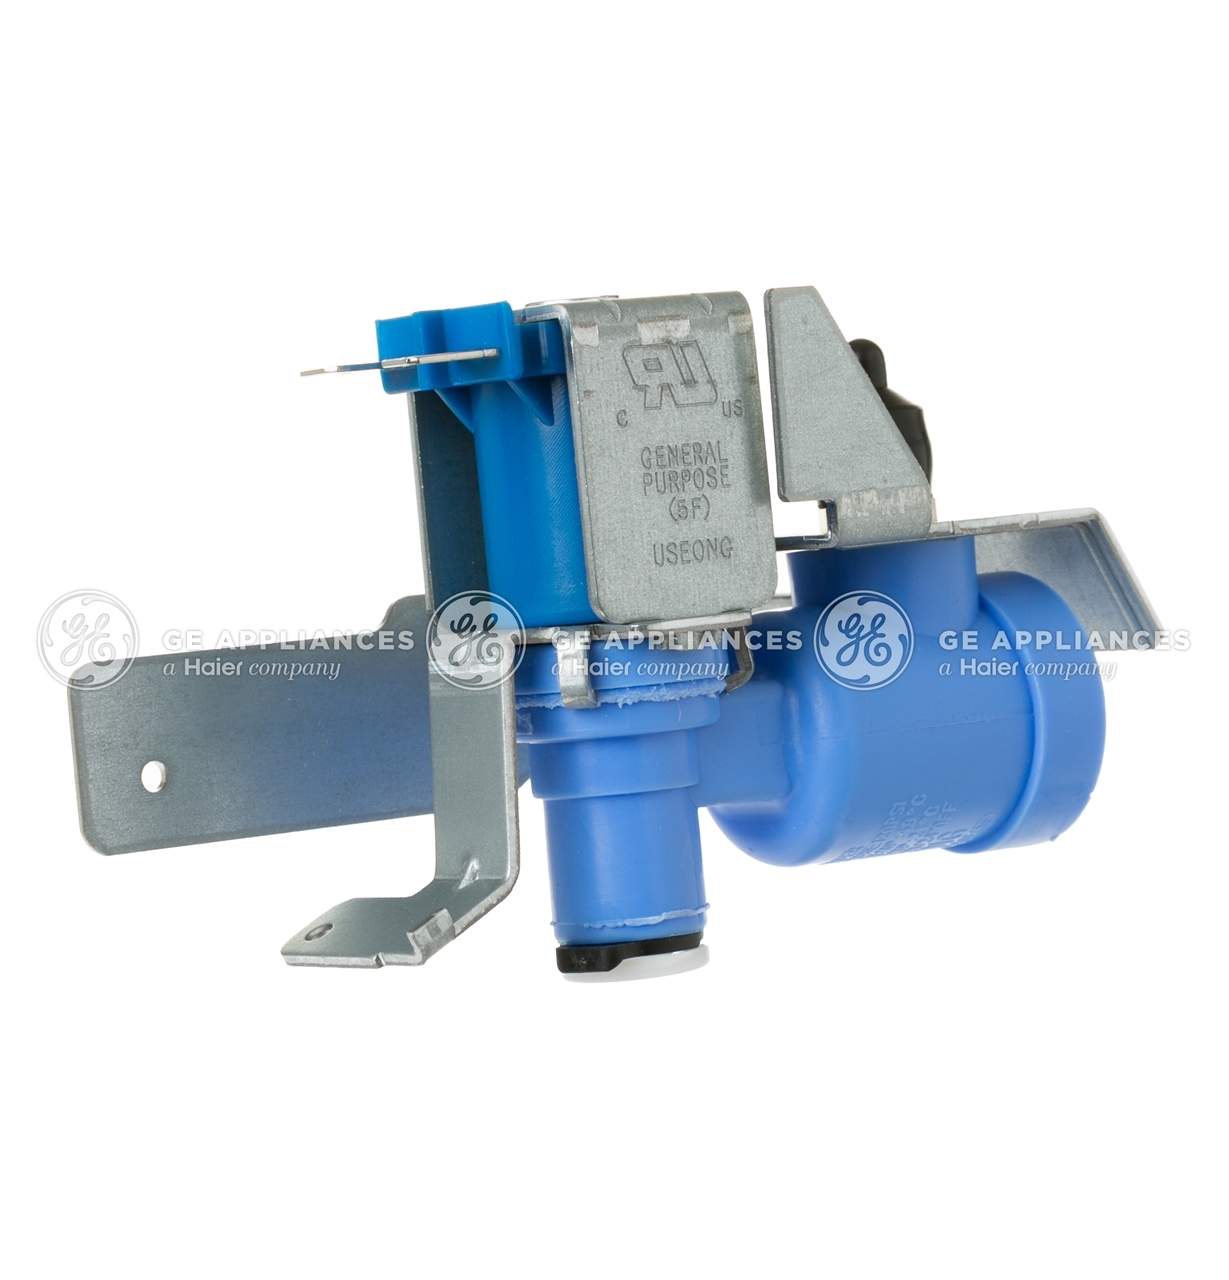 C US
GENERAL
PURPOSE
(5F)
USEONG
GE APPLIANCES
a Haier company
GE APPLIANCES
a Haier company
GE APPLIANCES
a Haier company